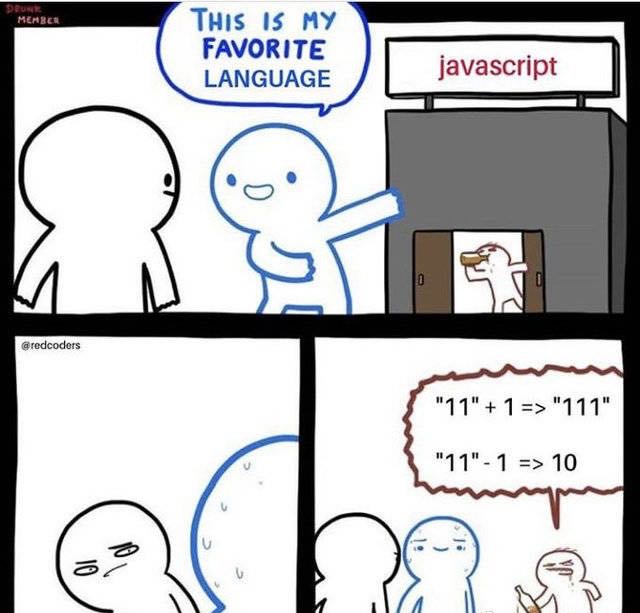 DRUNK
MEMBER
THIS IS MY
FAVORITE
LANGUAGE
javascript
@redcoders
"11" + 1 => "111"
"11" - 1 => 10